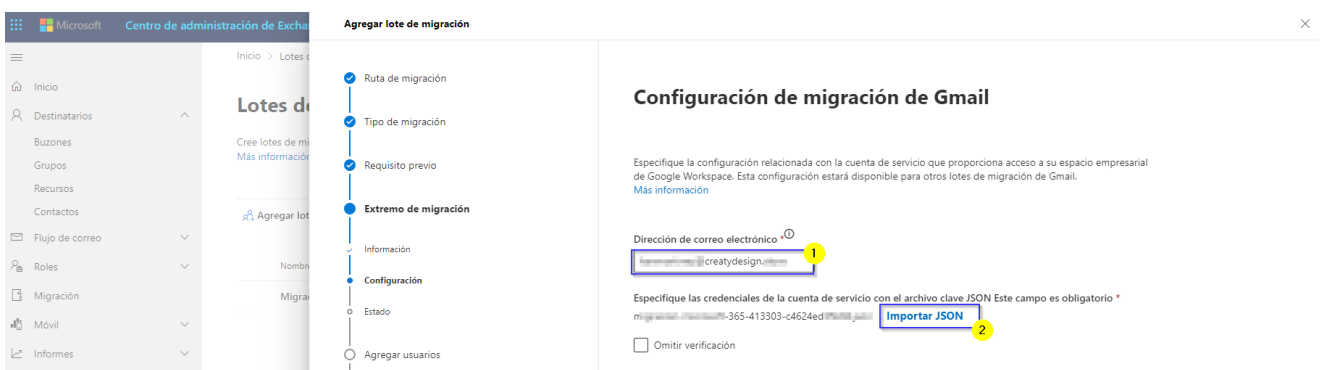 Microsoft Centro de administración de Excha
Inicio > Lotes d
Inicio
Destinatarios
Buzones
Grupos
Recursos
Contactos
Flujo de correo
Roles
Migración
Móvil
Informes
Lotes de
Cree lotes de mi
Más información
Agregar lot
Nombr
Migra
Agregar lote de migración
Ruta de migración
Tipo de migración
Requisito previo
Extremo de migración
Información
Configuración
Estado
Agregar usuarios
Configuración de migración de Gmail
Especifique la configuración relacionada con la cuenta de servicio que proporciona acceso a su espacio empresarial
de Google Workspace. Esta configuración estará disponible para otros lotes de migración de Gmail.
Más información
Dirección de correo electrónico *
1
@creatydesign.
Especifique las credenciales de la cuenta de servicio con el archivo clave JSON Este campo es obligatorio *
-365-413303-c4624ed Importar JSON
2
Omitir verificación